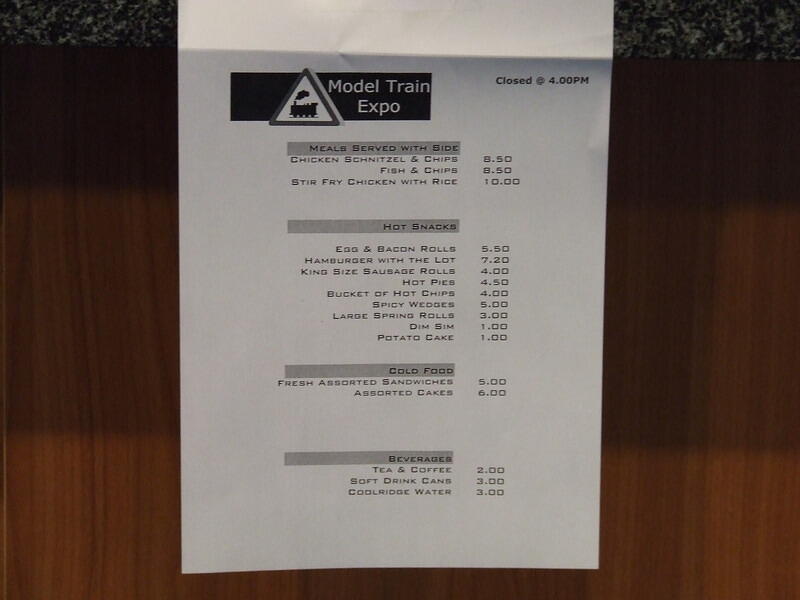 Model Train
Expo
Closed @ 4.00PM
Meals Served with Side
Chicken Schnitzel & Chips 8.50
Fish & Chips 8.50
Stir Fry Chicken with Rice 10.00
Hot Snacks
Egg & Bacon Rolls 5.50
Hamburger with the Lot 7.20
King Size Sausage Rolls 4.00
Hot Pies 4.50
Bucket of Hot Chips 4.00
Spicy Wedges 5.00
Large Spring Rolls 3.00
Dim Sim 1.00
Potato Cake 1.00
Cold Food
Fresh Assorted Sandwiches 5.00
Assorted Cakes 6.00
Beverages
Tea & Coffee 2.00
Soft Drink Cans 3.00
Coolridge Water 3.00